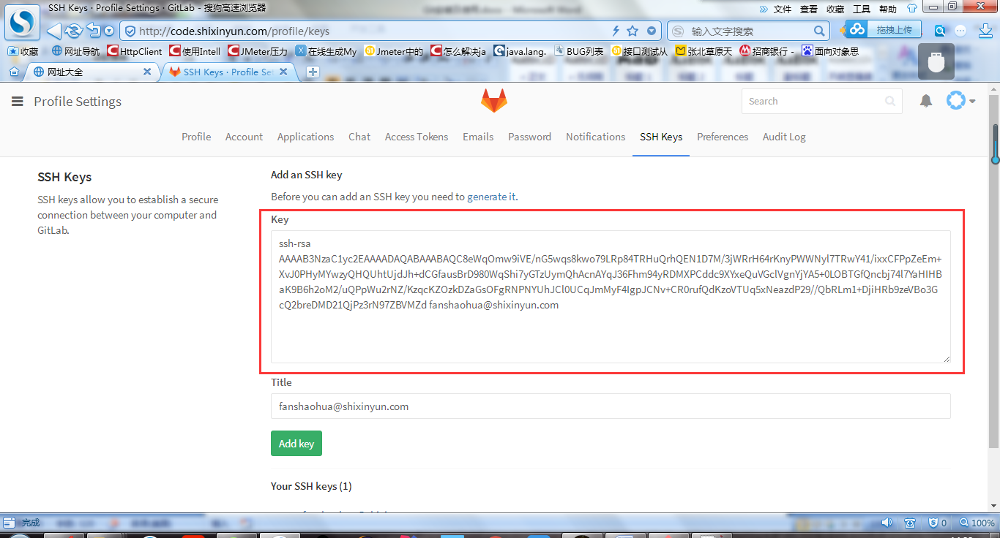 SSH Keys · Profile Settings · GitLab - 搜狗高速浏览器
文件 查看 收藏 工具 帮助
http://code.shixinyun.com/profile/keys
输入文字搜索
拖拽上传
收藏 网址导航 HttpClient 使用Intell JMeter压力 在线生成My Jmeter中的 怎么解决ja java.lang. BUG列表 接口测试从 张北草原天 招商银行 - 面向对象思
网址大全
SSH Keys · Profile Set
Profile Settings
Search
Profile Account Applications Chat Access Tokens Emails Password Notifications SSH Keys Preferences Audit Log
SSH Keys
SSH keys allow you to establish a secure
connection between your computer and
GitLab.
Add an SSH key
Before you can add an SSH key you need to generate it.
Key
ssh-rsa
AAAAB3NzaC1yc2EAAAADAQABAAABAQC8eWqOmw9iVE/nG5wqs8kwo79LRp84TRHuQrhQEN1D7M/3jWRrH64rKnyPWWNyl7TRwY41/ixxCFPpZeEm+
XvJ0PHyMYwzyQHQUhtUjdJh+dCGfausBrD980WqShi7yGTzUymQhAcnAYqJ36Fhm94yRDMXPCddc9XYxeQuVGclVgnYjYA5+0LOBTGfQncbj74l7YaHIHB
aK9B6h2oM2/uQPpWu2rNZ/KzqcKZOzkDZaGsOFgRNPNYUhJCl0UCqJmMyF4IgpJCNv+CR0rufQdKzoVTUq5xNeazdP29//QbRLm1+DjiHRb9zeVBo3G
cQ2breDMD21QjPz3rN97ZBVMZd fanshaohua@shixinyun.com
Title
fanshaohua@shixinyun.com
Add key
Your SSH keys (1)
完成
0
100%